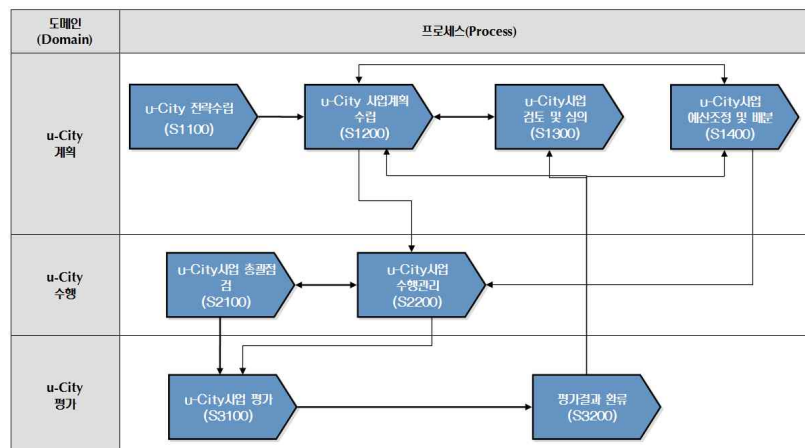 도메인
(Domain)
프로세스(Process)
u-City
계획
u-City 전략수립
(S1100)
u-City 사업계획
수립
(S1200)
u-City사업
검토 및 심의
(S1300)
u-City사업
예산조정 및 배분
(S1400)
u-City
수행
u-City사업 총괄점
검
(S2100)
u-City사업
수행관리
(S2200)
u-City
평가
u-City사업 평가
(S3100)
평가결과 환류
(S3200)